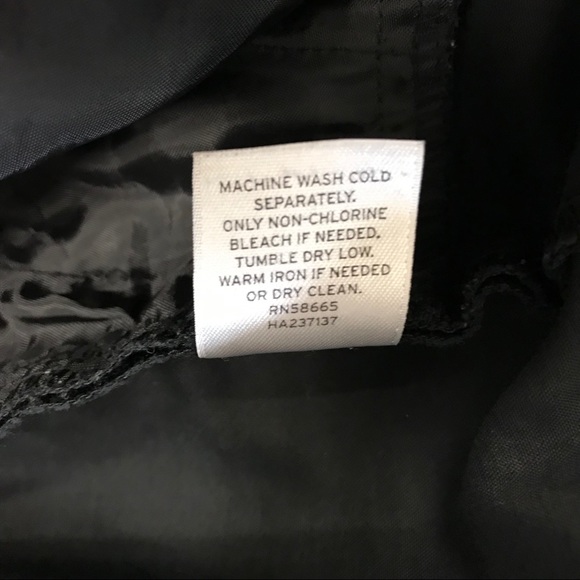 MACHINE WASH COLD
SEPARATELY.
ONLY NON-CHLORINE
BLEACH IF NEEDED.
TUMBLE DRY LOW.
WARM IRON IF NEEDED
OR DRY CLEAN.
RN58665
HA237137